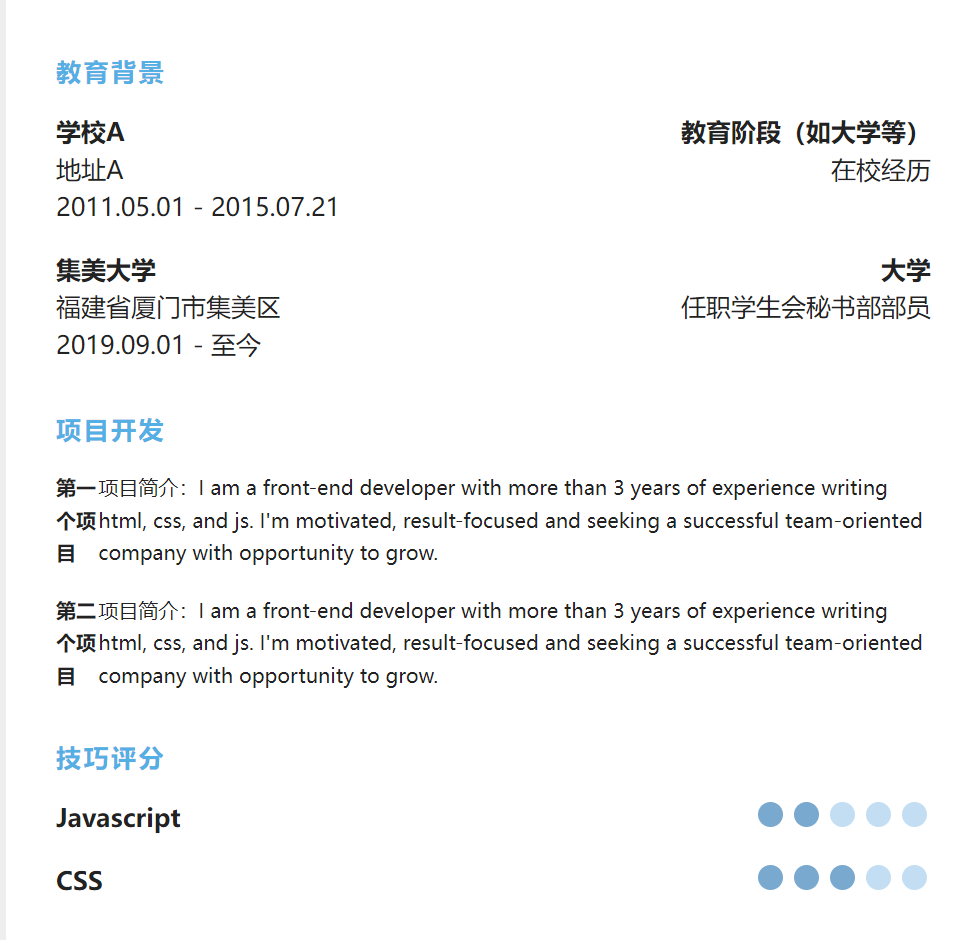 教育背景
学校A 教育阶段（如大学等）
地址A 在校经历
2011.05.01 - 2015.07.21
集美大学 大学
福建省厦门市集美区 任职学生会秘书部部员
2019.09.01 - 至今
项目开发
第一 项目简介：I am a front-end developer with more than 3 years of experience writing
个项 html, css, and js. I'm motivated, result-focused and seeking a successful team-oriented
目 company with opportunity to grow.
第二 项目简介：I am a front-end developer with more than 3 years of experience writing
个项 html, css, and js. I'm motivated, result-focused and seeking a successful team-oriented
目 company with opportunity to grow.
技巧评分
Javascript
CSS